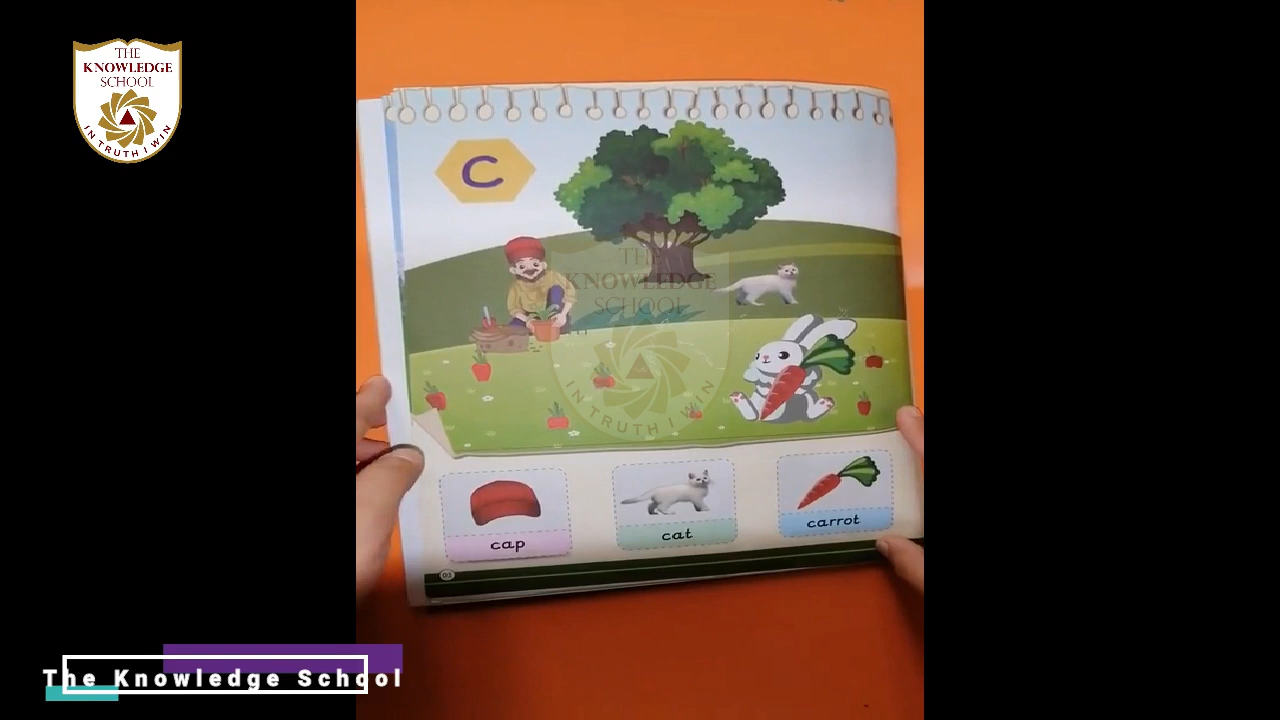 THE
KNOWLEDGE
SCHOOL
IN TRUTH I WIN
c
THE
KNOWLEDGE
SCHOOL
IN TRUTH I WIN
cap
cat
carrot
The Knowledge School